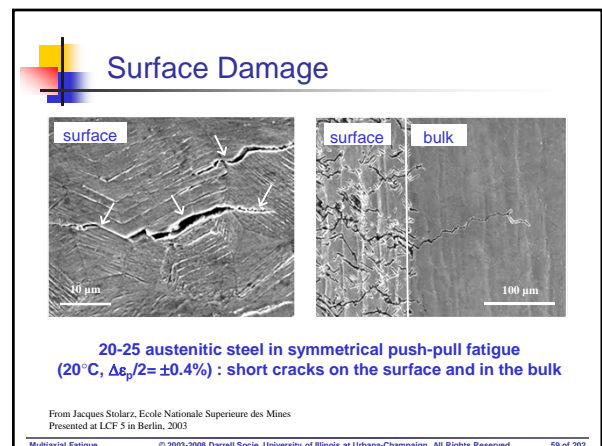 Surface Damage
surface
10 µm
surface bulk
100 µm
20-25 austenitic steel in symmetrical push-pull fatigue
(20°C, Δεp/2= ±0.4%) : short cracks on the surface and in the bulk
From Jacques Stolarz, Ecole Nationale Superieure des Mines
Presented at LCF 5 in Berlin, 2003
Multiaxial Fatigue © 2003-2008 Darrell Socie, University of Illinois at Urbana-Champaign, All Rights Reserved 59 of 202